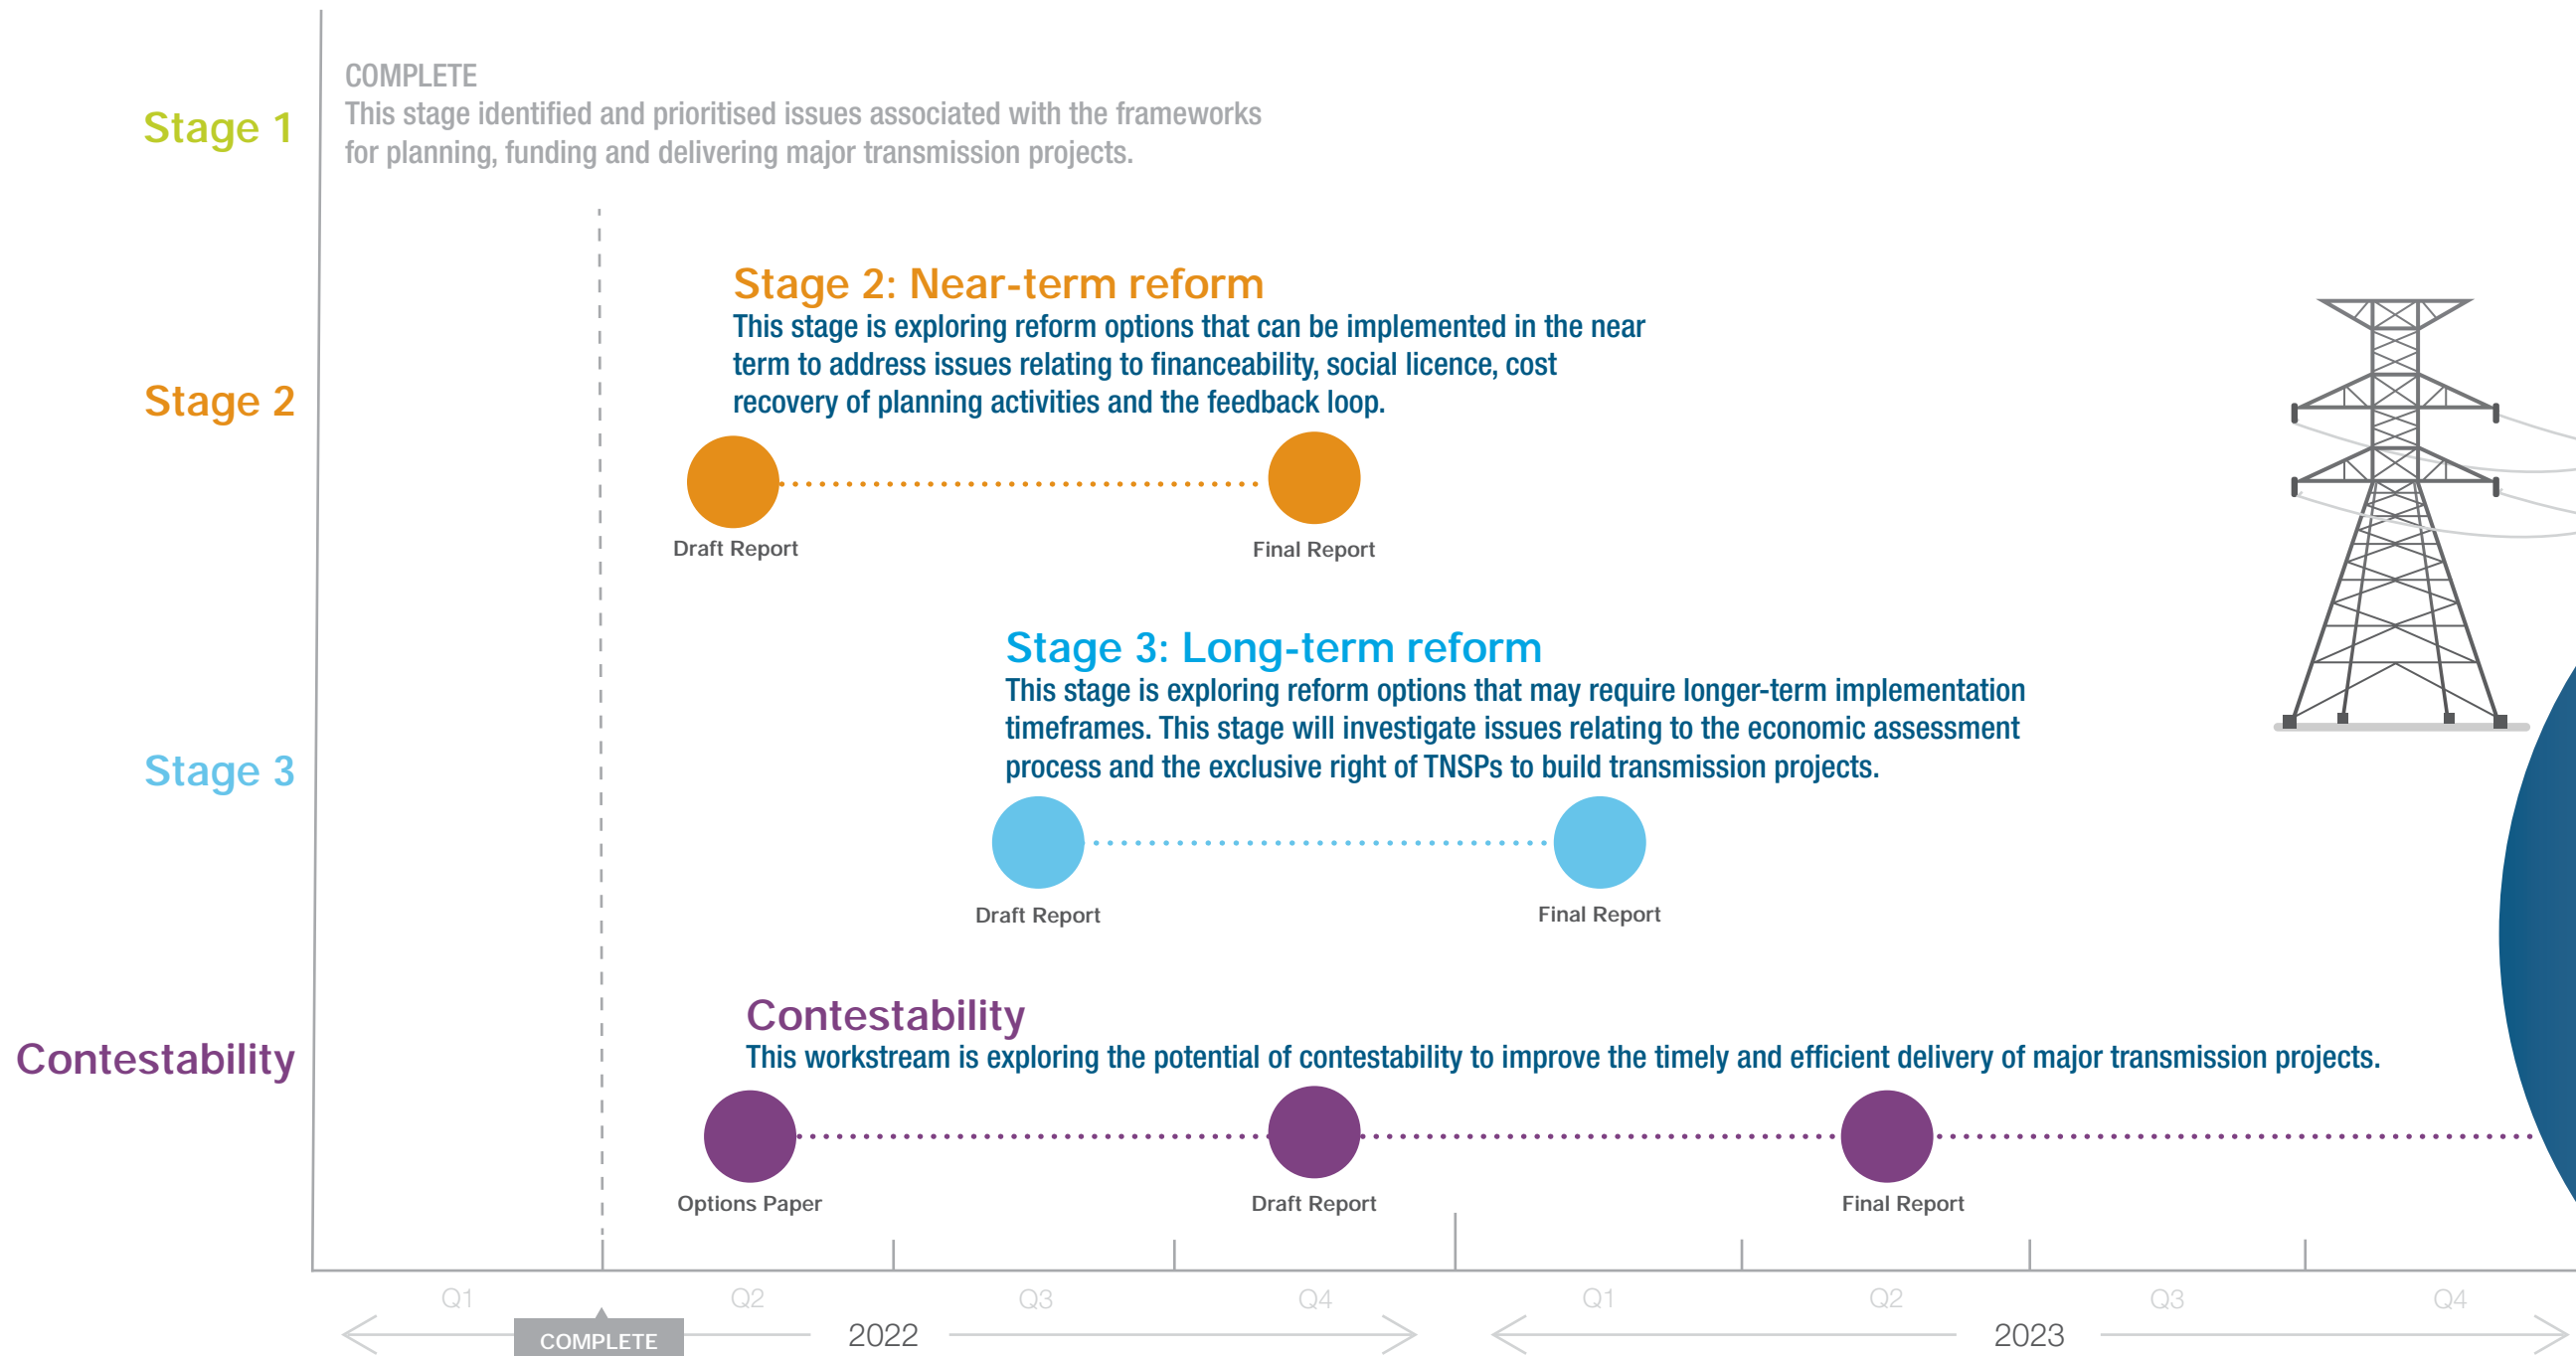 COMPLETE
This stage identified and prioritised issues associated with the frameworks
for planning, funding and delivering major transmission projects.
Stage 1
Stage 2: Near-term reform
This stage is exploring reform options that can be implemented in the near
term to address issues relating to financeability, social licence, cost
recovery of planning activities and the feedback loop.
Stage 2
Draft Report
Final Report
Stage 3: Long-term reform
This stage is exploring reform options that may require longer-term implementation
timeframes. This stage will investigate issues relating to the economic assessment
process and the exclusive right of TNSPs to build transmission projects.
Stage 3
Draft Report
Final Report
Contestability
This workstream is exploring the potential of contestability to improve the timely and efficient delivery of major transmission projects.
Contestability
Options Paper
Draft Report
Final Report
Q1
Q2
Q3
Q4
Q1
Q2
Q3
Q4
COMPLETE
2022
2023